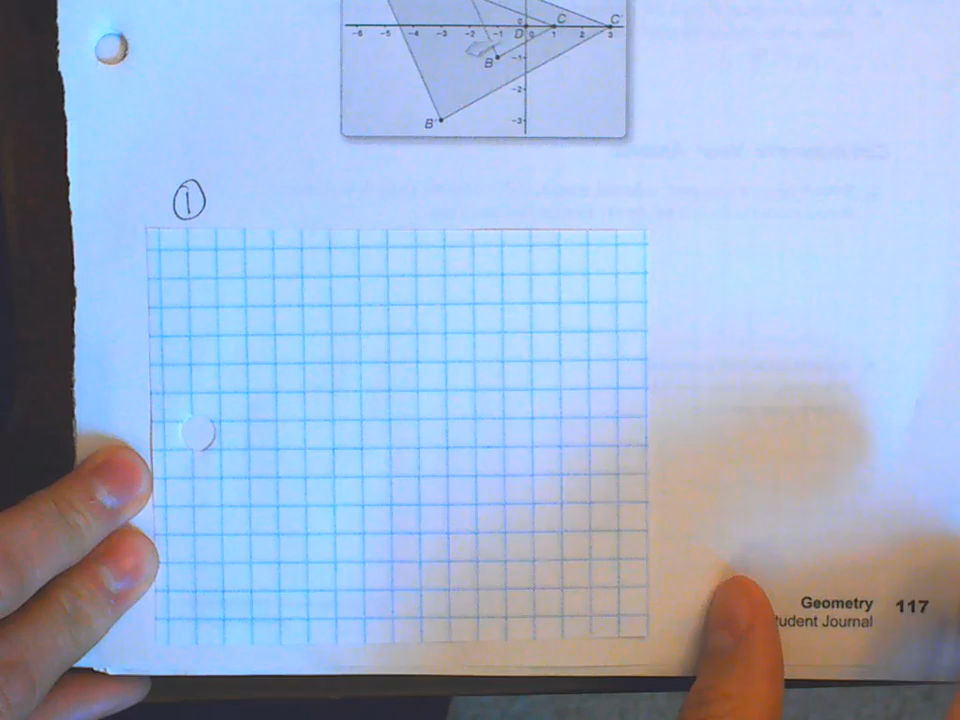 C C'
-6 -5 -4 -3 -2 -1 D 0 1 2 3
B -1
-2
B' -3
1
Geometry 117
tudent Journal